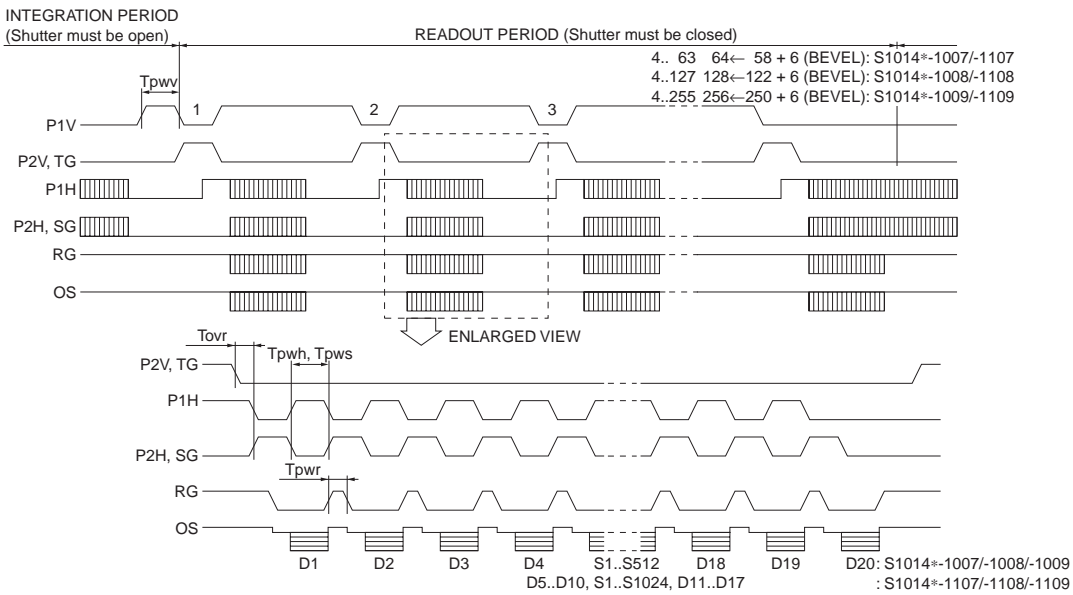 INTEGRATION PERIOD
(Shutter must be open)
READOUT PERIOD (Shutter must be closed)
4.. 63 64← 58 + 6 (BEVEL): S1014*-1007/-1107
4..127 128←122 + 6 (BEVEL): S1014*-1008/-1108
4..255 256←250 + 6 (BEVEL): S1014*-1009/-1109
Tpwv
1 2 3
P1V
P2V, TG
P1H
P2H, SG
RG
OS
ENLARGED VIEW
Tovr
Tpwh, Tpws
P2V, TG
P1H
P2H, SG
Tpwr
RG
OS
D1 D2 D3 D4 S1..S512 D18 D19 D20: S1014*-1007/-1008/-1009
D5..D10, S1..S1024, D11..D17 : S1014*-1107/-1108/-1109